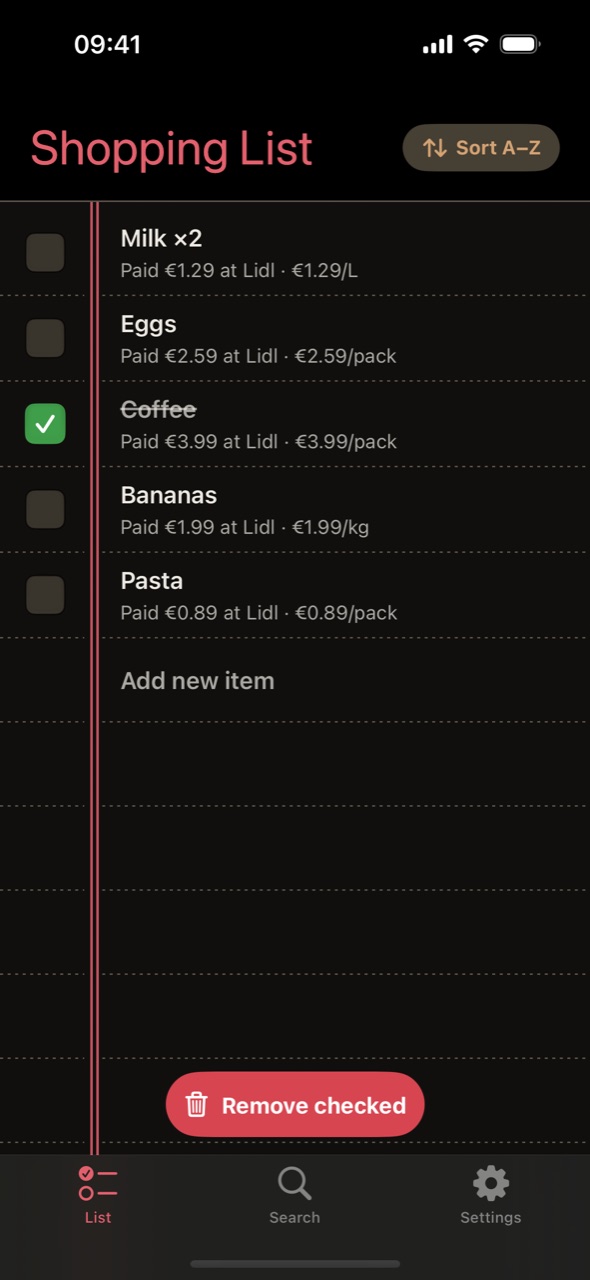 09:41
Shopping List
Sort A–Z
Milk ×2
Paid €1.29 at Lidl · €1.29/L
Eggs
Paid €2.59 at Lidl · €2.59/pack
Coffee
Paid €3.99 at Lidl · €3.99/pack
Bananas
Paid €1.99 at Lidl · €1.99/kg
Pasta
Paid €0.89 at Lidl · €0.89/pack
Add new item
Remove checked
List
Search
Settings